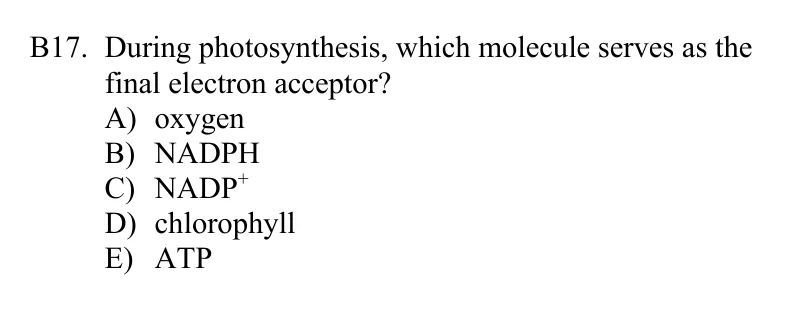 B17. During photosynthesis, which molecule serves as the
final electron acceptor?
A) oxygen
B) NADPH
C) NADP⁺
D) chlorophyll
E) ATP